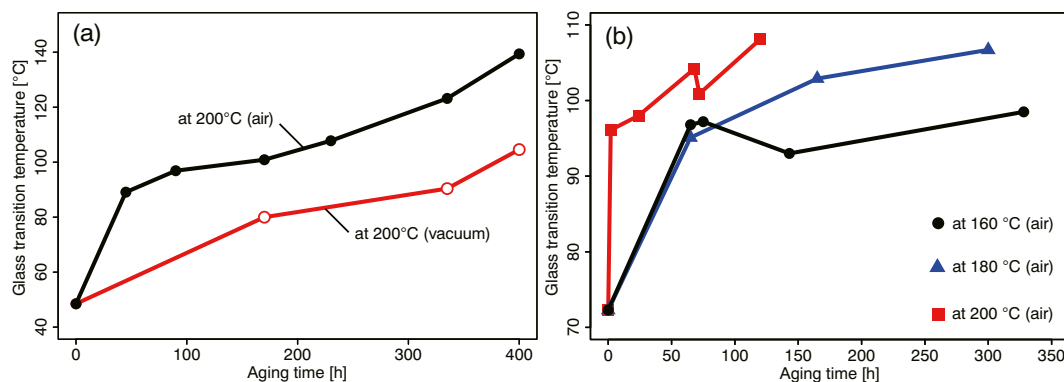 (a)
Glass transition temperature [°C]
140
120
100
80
60
40
at 200°C (air)
at 200°C (vacuum)
0
100
200
300
400
Aging time [h]
(b)
Glass transition temperature [°C]
110
100
90
80
70
at 160 °C (air)
at 180 °C (air)
at 200 °C (air)
0
50
100
150
200
250
300
350
Aging time [h]